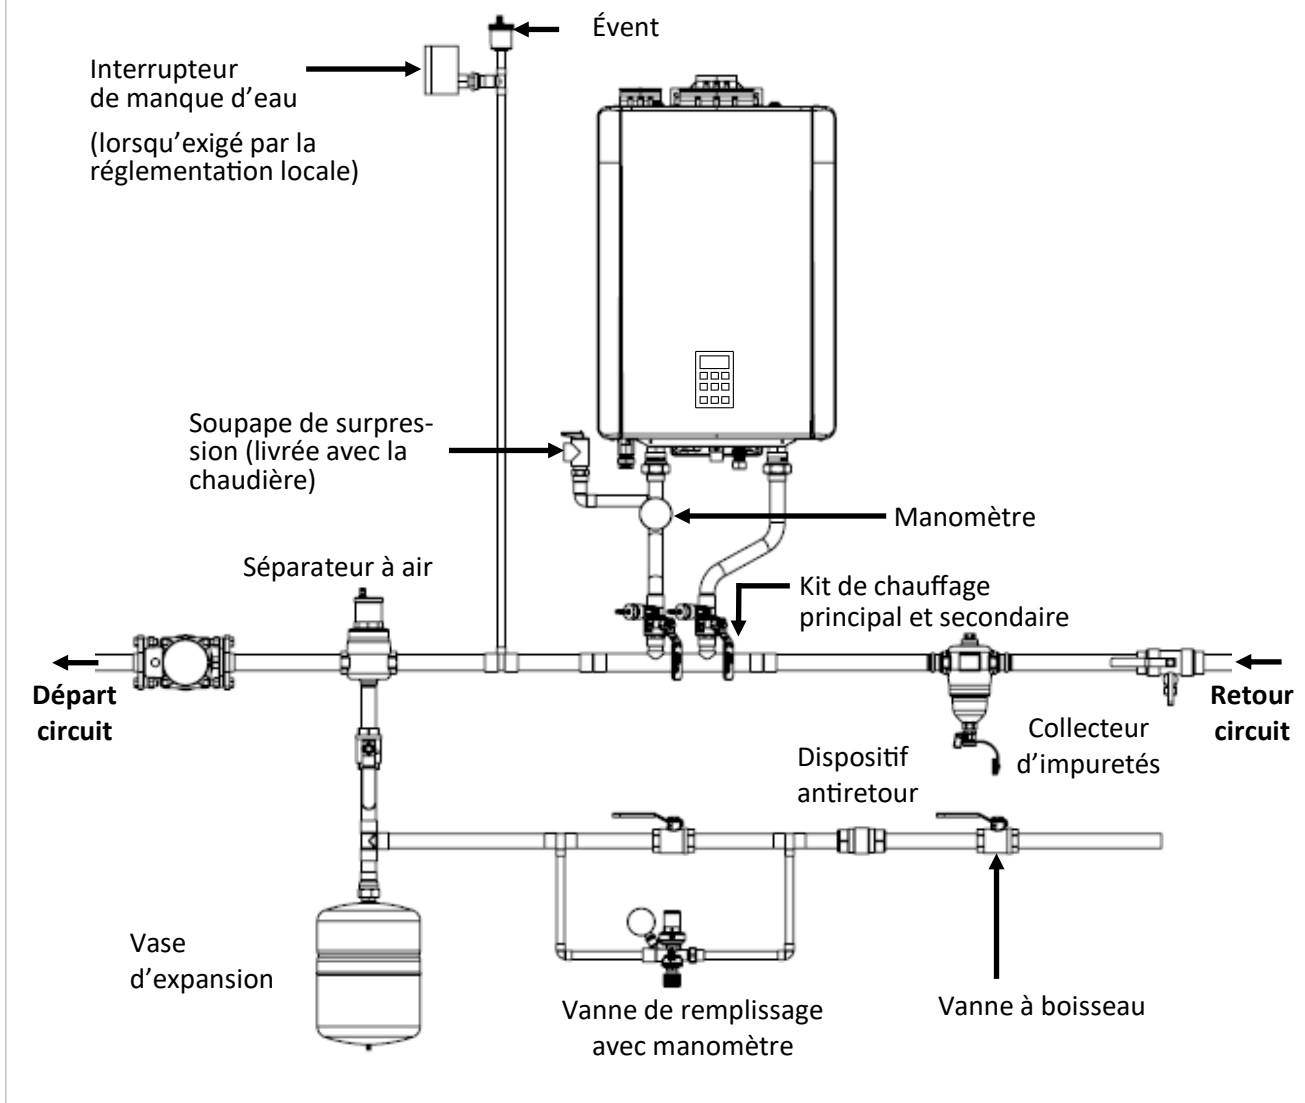 Évent
Interrupteur
de manque d’eau
(lorsqu’exigé par la
réglementation locale)
Soupape de surpres-
sion (livrée avec la
chaudière)
Manomètre
Séparateur à air
Kit de chauffage
principal et secondaire
Départ
circuit
Retour
circuit
Collecteur
d’impuretés
Dispositif
antiretour
Vase
d’expansion
Vanne de remplissage
avec manomètre
Vanne à boisseau